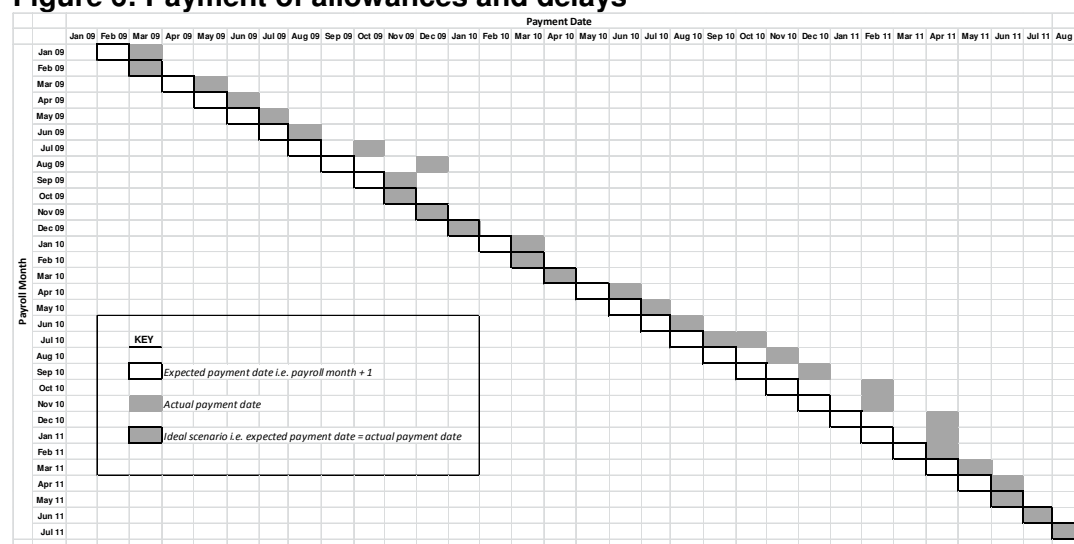 Figure 6: Payment of allowances and delays
Payment Date
Jan 09 Feb 09 Mar 09 Apr 09 May 09 Jun 09 Jul 09 Aug 09 Sep 09 Oct 09 Nov 09 Dec 09 Jan 10 Feb 10 Mar 10 Apr 10 May 10 Jun 10 Jul 10 Aug 10 Sep 10 Oct 10 Nov 10 Dec 10 Jan 11 Feb 11 Mar 11 Apr 11 May 11 Jun 11 Jul 11 Aug
Payroll Month
Jan 09
Feb 09
Mar 09
Apr 09
May 09
Jun 09
Jul 09
Aug 09
Sep 09
Oct 09
Nov 09
Dec 09
Jan 10
Feb 10
Mar 10
Apr 10
May 10
Jun 10
Jul 10
Aug 10
Sep 10
Oct 10
Nov 10
Dec 10
Jan 11
Feb 11
Mar 11
Apr 11
May 11
Jun 11
Jul 11
KEY
Expected payment date i.e. payroll month + 1
Actual payment date
Ideal scenario i.e. expected payment date = actual payment date